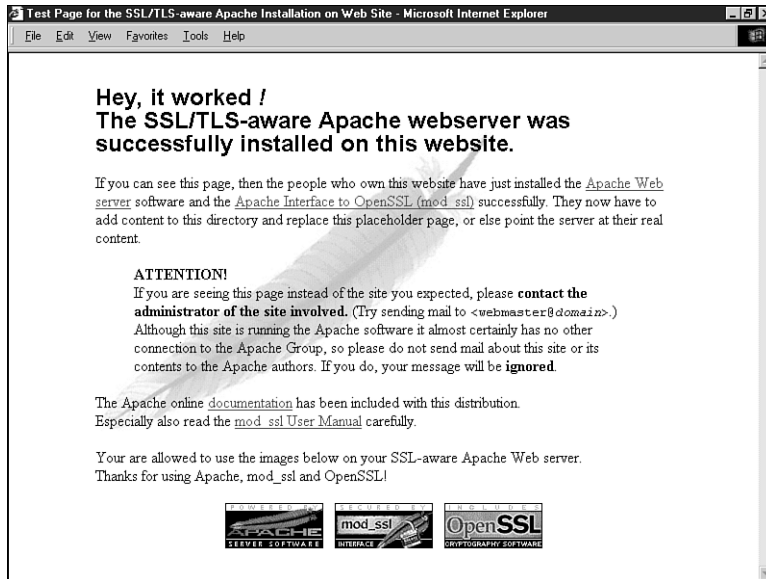 Test Page for the SSL/TLS-aware Apache Installation on Web Site - Microsoft Internet Explorer
File Edit View Favorites Tools Help
Hey, it worked !
The SSL/TLS-aware Apache webserver was
successfully installed on this website.
If you can see this page, then the people who own this website have just installed the Apache Web
server software and the Apache Interface to OpenSSL (mod_ssl) successfully. They now have to
add content to this directory and replace this placeholder page, or else point the server at their real
content.
ATTENTION!
If you are seeing this page instead of the site you expected, please contact the
administrator of the site involved. (Try sending mail to <webmaster@domain>.)
Although this site is running the Apache software it almost certainly has no other
connection to the Apache Group, so please do not send mail about this site or its
contents to the Apache authors. If you do, your message will be ignored.
The Apache online documentation has been included with this distribution.
Especially also read the mod_ssl User Manual carefully.
Your are allowed to use the images below on your SSL-aware Apache Web server.
Thanks for using Apache, mod_ssl and OpenSSL!
POWERED BY
APACHE
SERVER SOFTWARE
SECURED BY
mod_ssl
INTERFACE
INCLUDES
OpenSSL
CRYPTOGRAPHY SOFTWARE